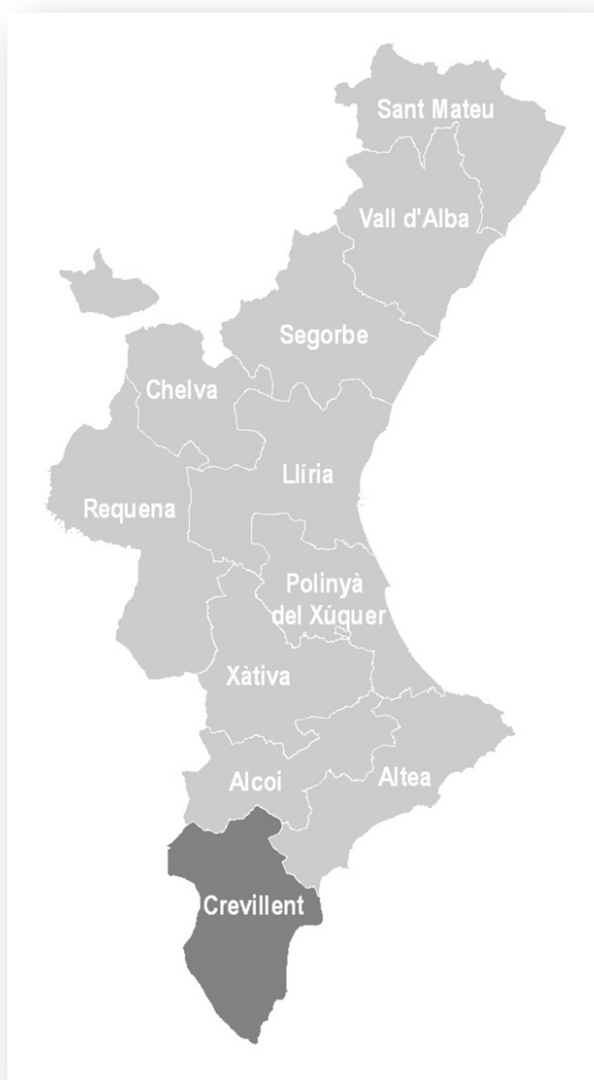 Sant Mateu
Vall d'Alba
Segorbe
Chelva
Llíria
Requena
Polinyà
del Xúquer
Xàtiva
Alcoi
Altea
Crevillent